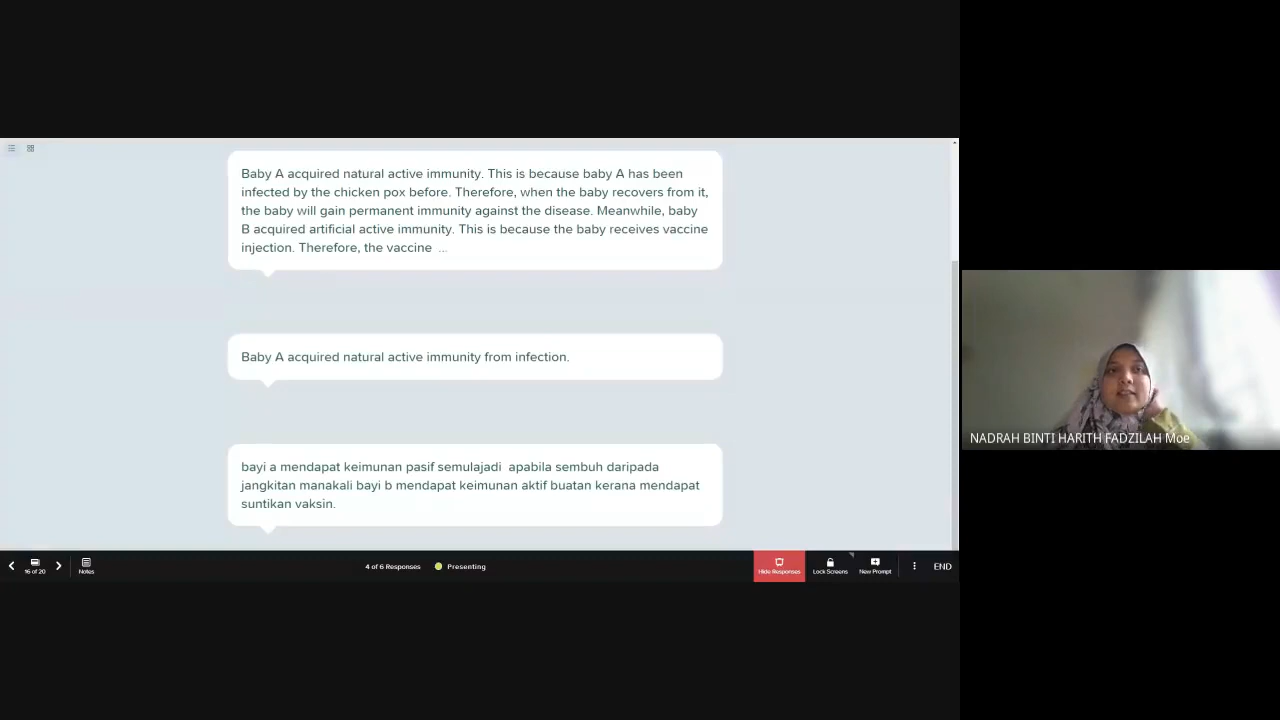 Baby A acquired natural active immunity. This is because baby A has been
infected by the chicken pox before. Therefore, when the baby recovers from it,
the baby will gain permanent immunity against the disease. Meanwhile, baby
B acquired artificial active immunity. This is because the baby receives vaccine
injection. Therefore, the vaccine ...
Baby A acquired natural active immunity from infection.
bayi a mendapat keimunan pasif semulajadi apabila sembuh daripada
jangkitan manakali bayi b mendapat keimunan aktif buatan kerana mendapat
suntikan vaksin.
NADRAH BINTI HARITH FADZILAH Moe
16 of 20
Notes
4 of 6 Responses
Presenting
Hide Responses
Lock Screens
New Prompt
END